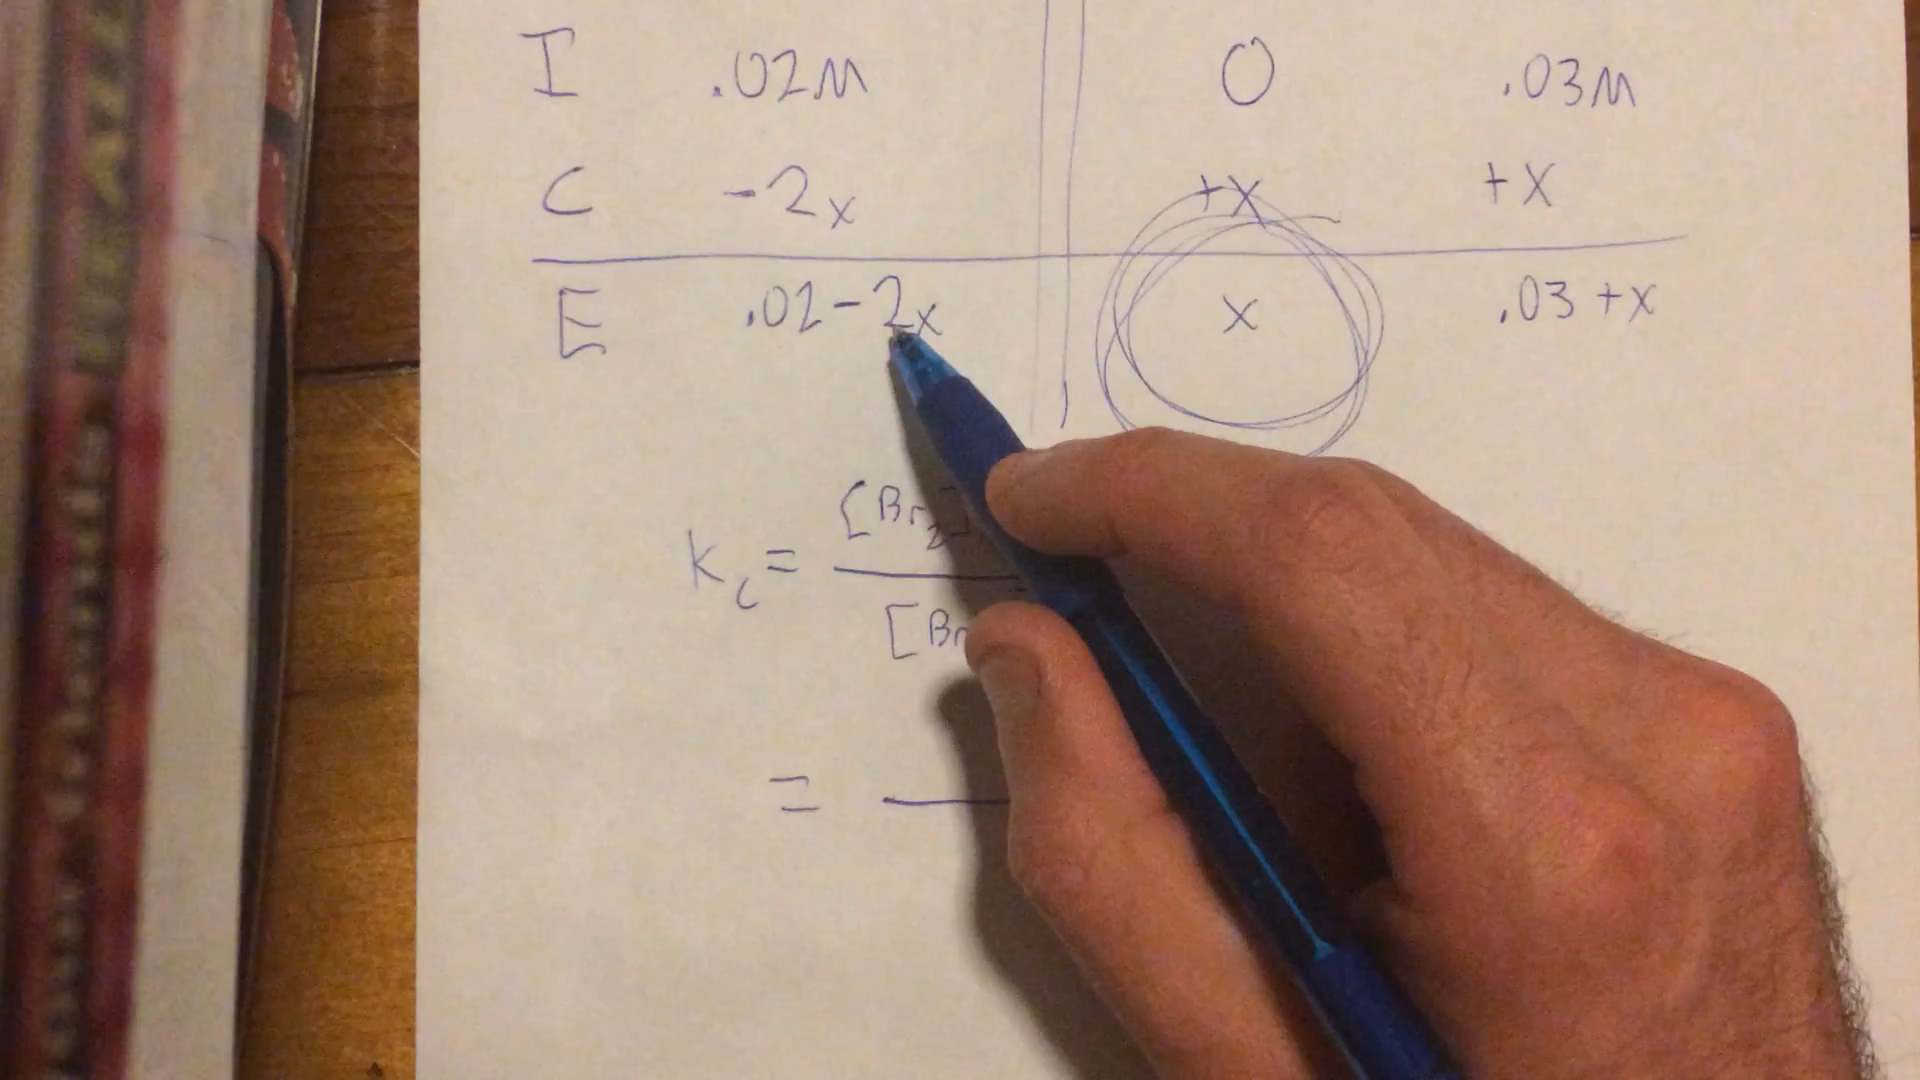 I .02M O .03M
C -2x +x +x
E .02-2x x .03+x
Kc = [Br2]
[Br
=